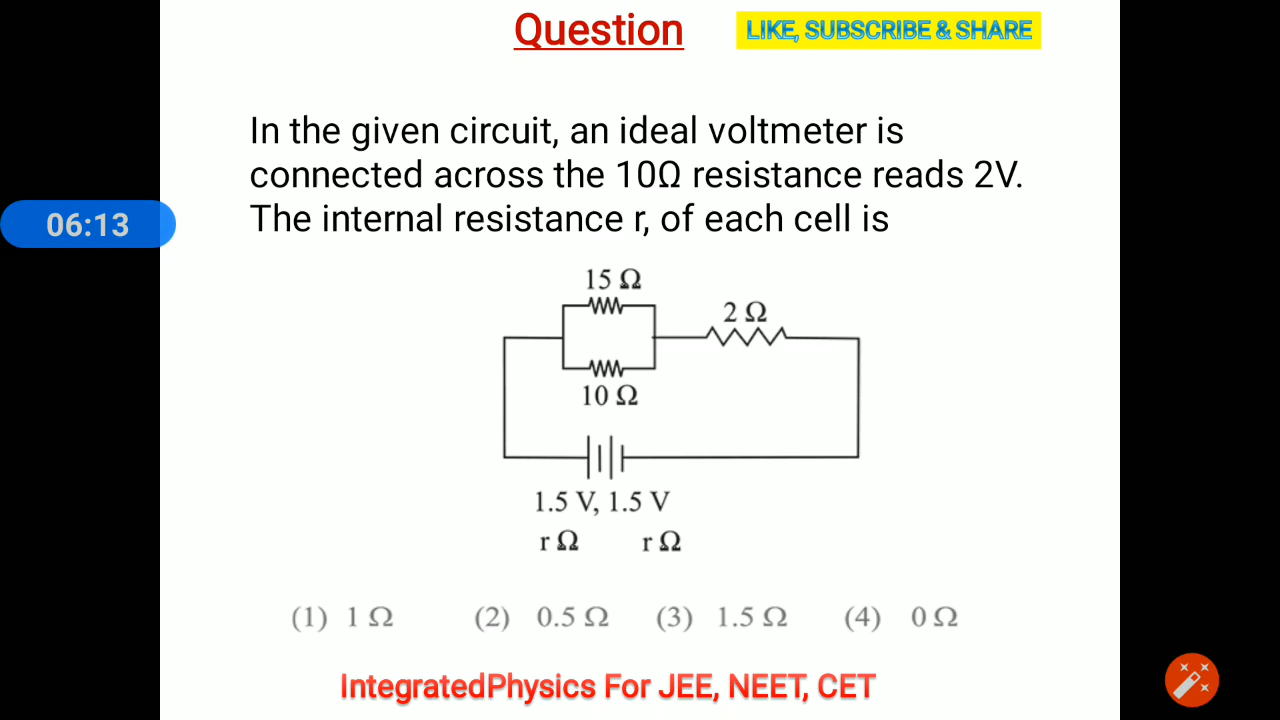 Question
LIKE, SUBSCRIBE & SHARE
In the given circuit, an ideal voltmeter is
connected across the 10Ω resistance reads 2V.
06:13
The internal resistance r, of each cell is
15 Ω
2 Ω
10 Ω
1.5 V, 1.5 V
r Ω r Ω
(1) 1 Ω (2) 0.5 Ω (3) 1.5 Ω (4) 0 Ω
IntegratedPhysics For JEE, NEET, CET